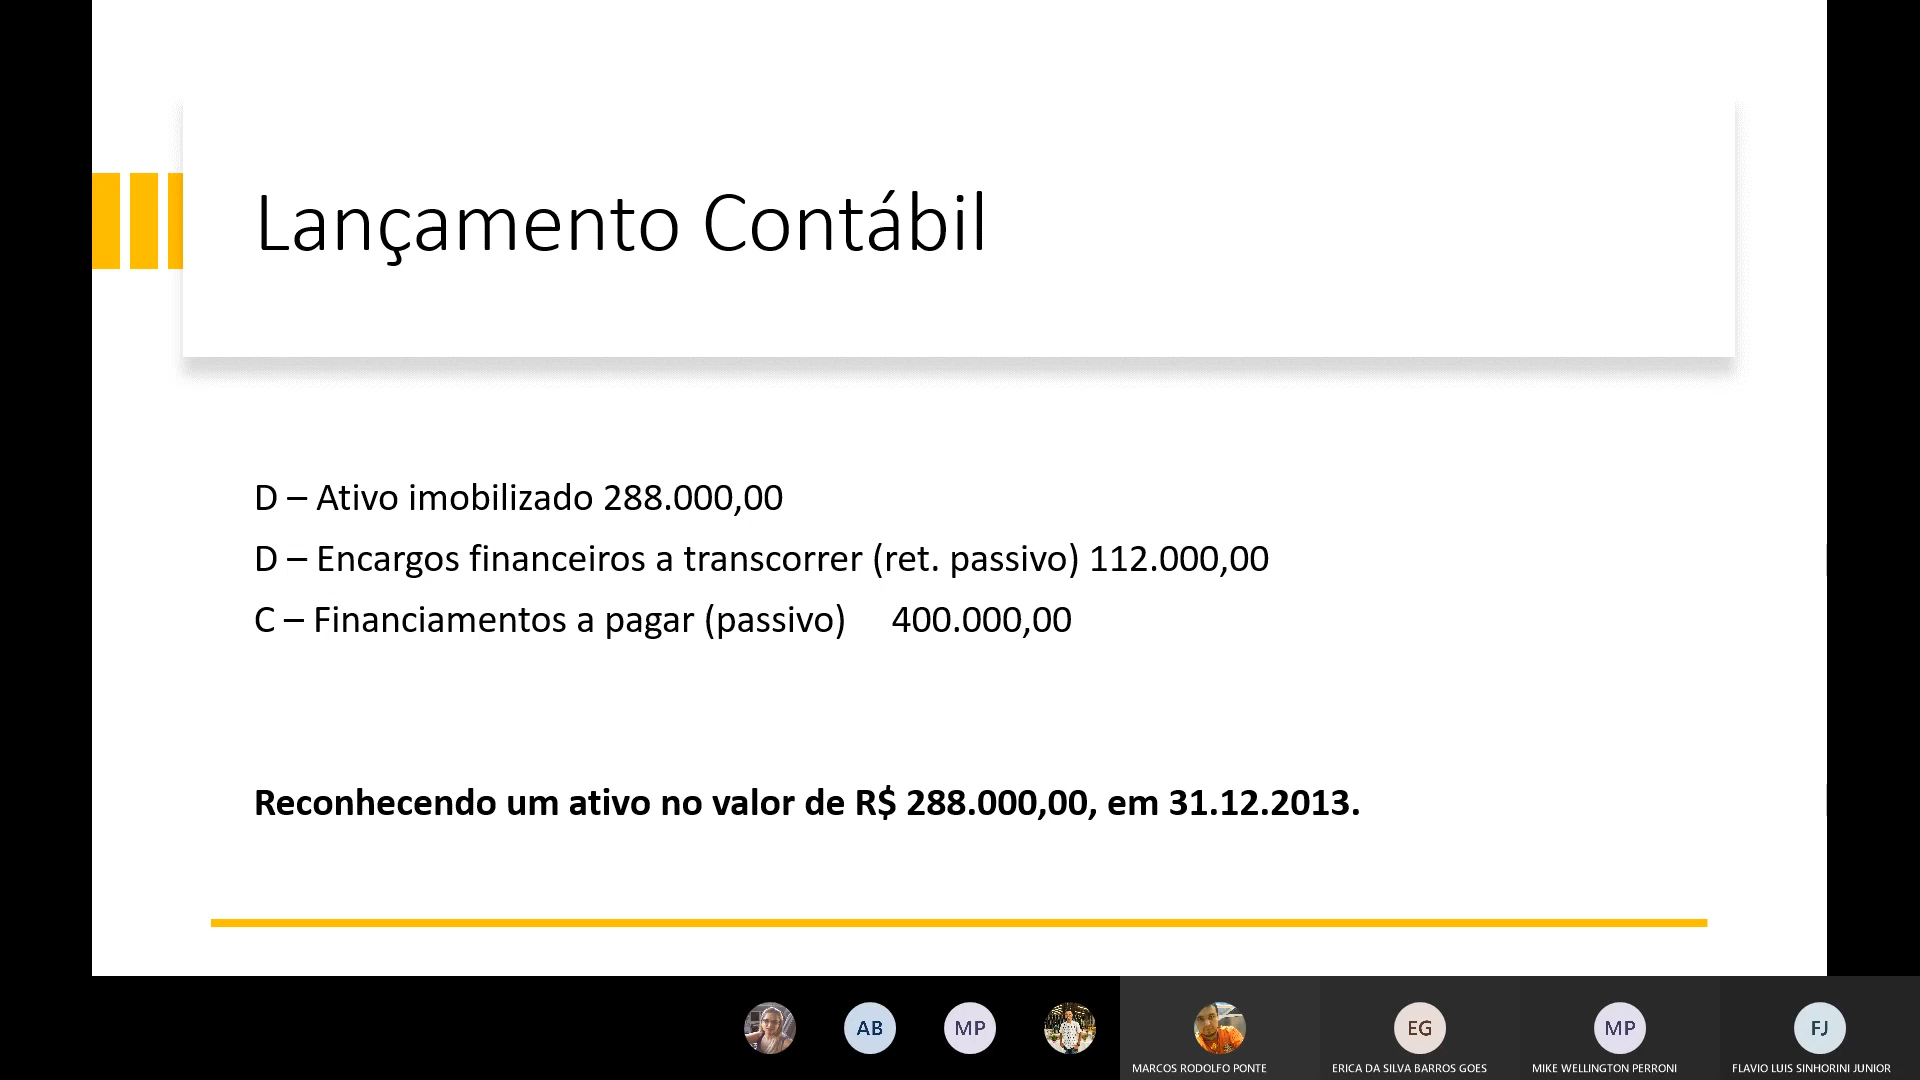 Lançamento Contábil
D – Ativo imobilizado 288.000,00
D – Encargos financeiros a transcorrer (ret. passivo) 112.000,00
C – Financiamentos a pagar (passivo) 400.000,00
Reconhecendo um ativo no valor de R$ 288.000,00, em 31.12.2013.
AB
MP
EG
MP
FJ
MARCOS RODOLFO PONTE
ERICA DA SILVA BARROS GOES
MIKE WELLINGTON PERRONI
FLAVIO LUIS SINHORINI JUNIOR